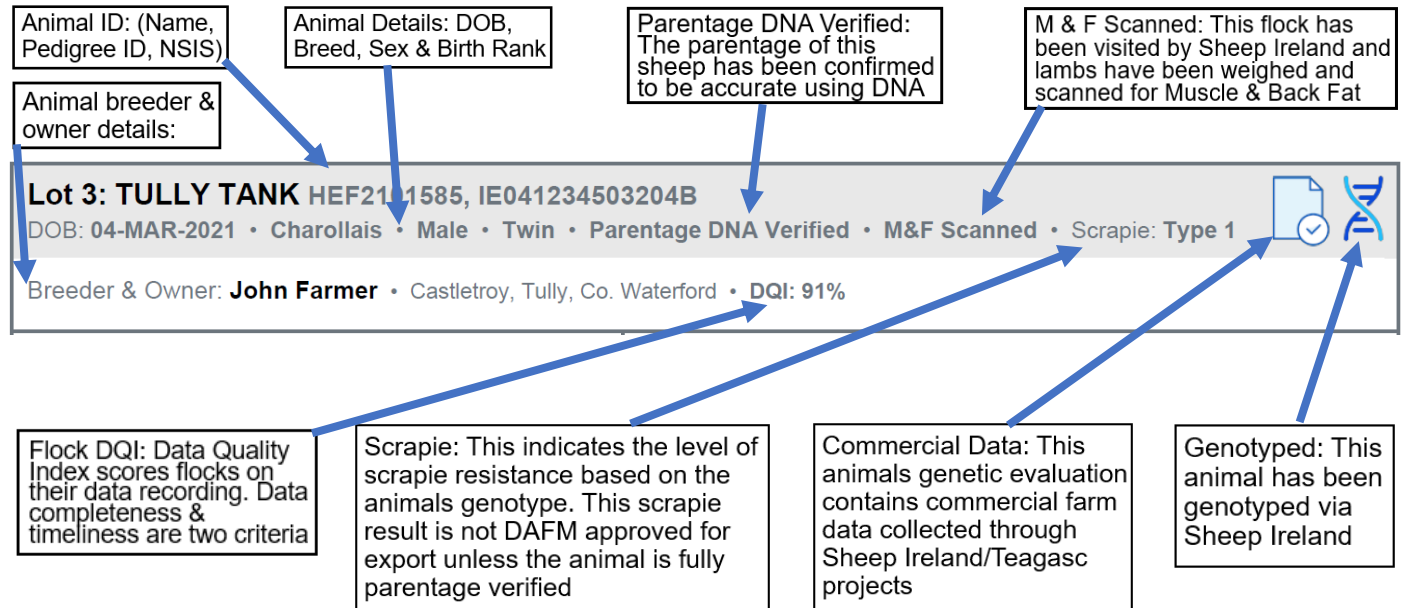 Animal ID: (Name,
Pedigree ID, NSIS)
Animal Details: DOB,
Breed, Sex & Birth Rank
Parentage DNA Verified:
The parentage of this
sheep has been confirmed
to be accurate using DNA
M & F Scanned: This flock has
been visited by Sheep Ireland and
lambs have been weighed and
scanned for Muscle & Back Fat
Animal breeder &
owner details:
Lot 3: TULLY TANK HEF2101585, IE041234503204B
DOB: 04-MAR-2021 • Charollais • Male • Twin • Parentage DNA Verified • M&F Scanned • Scrapie: Type 1
Breeder & Owner: John Farmer • Castletroy, Tully, Co. Waterford • DQI: 91%
Flock DQI: Data Quality
Index scores flocks on
their data recording. Data
completeness &
timeliness are two criteria
Scrapie: This indicates the level of
scrapie resistance based on the
animals genotype. This scrapie
result is not DAFM approved for
export unless the animal is fully
parentage verified
Commercial Data: This
animals genetic evaluation
contains commercial farm
data collected through
Sheep Ireland/Teagasc
projects
Genotyped: This
animal has been
genotyped via
Sheep Ireland